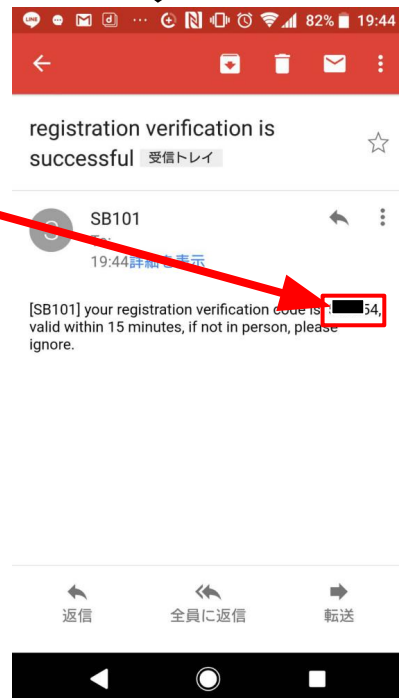 LINE
82% 19:44
registration verification is
successful 受信トレイ
S SB101
To:
19:44 詳細を表示
[SB101] your registration verification code is 54,
valid within 15 minutes, if not in person, please
ignore.
返信 全員に返信 転送